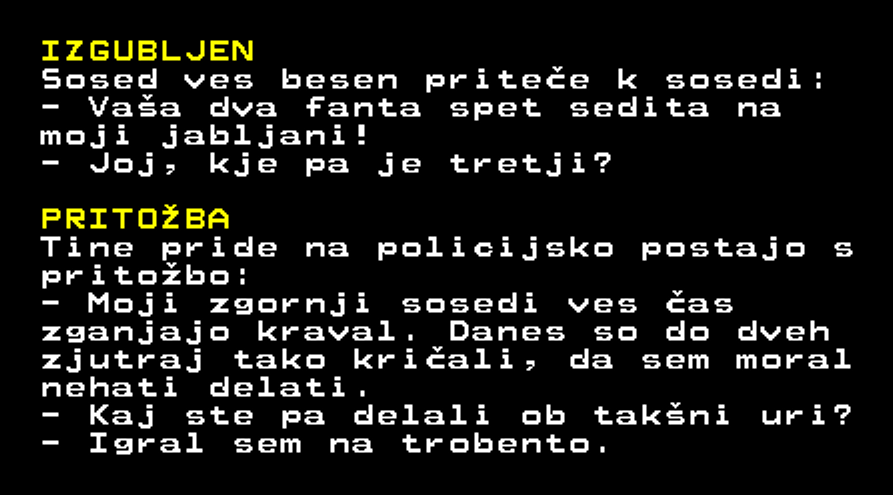 IZGUBLJEN
Sosed ves besen priteče k sosedi:
- Vaša dva fanta spet sedita na
moji jabljani!
- Joj, kje pa je tretji?
PRITOŽBA
Tine pride na policijsko postajo s
pritožbo:
- Moji zgornji sosedi ves čas
zganjajo kraval. Danes so do dveh
zjutraj tako kričali, da sem moral
nehati delati.
- Kaj ste pa delali ob takšni uri?
- Igral sem na trobento.